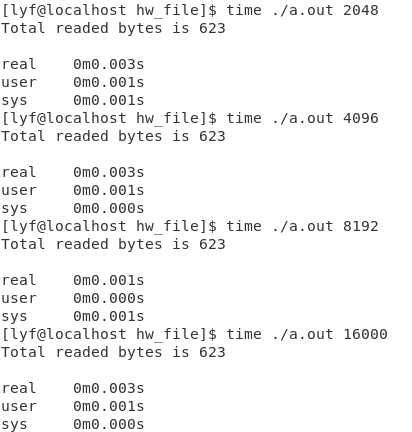 [lyf@localhost hw_file]$ time ./a.out 2048
Total readed bytes is 623
real    0m0.003s
user    0m0.001s
sys     0m0.001s
[lyf@localhost hw_file]$ time ./a.out 4096
Total readed bytes is 623
real    0m0.003s
user    0m0.001s
sys     0m0.000s
[lyf@localhost hw_file]$ time ./a.out 8192
Total readed bytes is 623
real    0m0.001s
user    0m0.000s
sys     0m0.001s
[lyf@localhost hw_file]$ time ./a.out 16000
Total readed bytes is 623
real    0m0.003s
user    0m0.001s
sys     0m0.000s